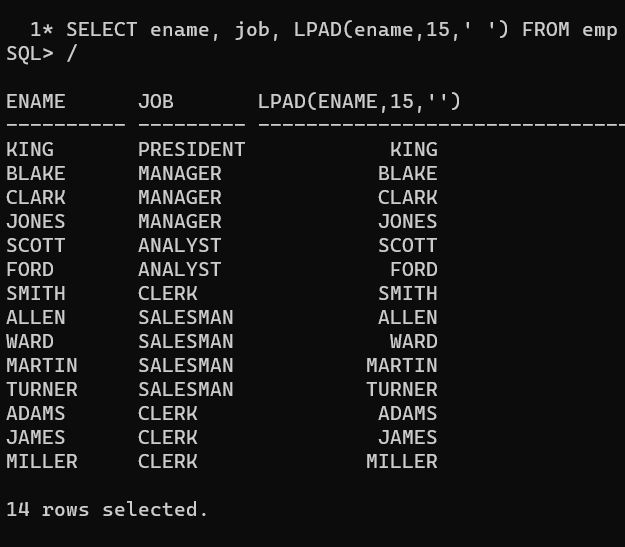 1* SELECT ename, job, LPAD(ename,15,' ') FROM emp
SQL> /
ENAME      JOB       LPAD(ENAME,15,'')
---------- --------- -------------------------------
KING       PRESIDENT            KING
BLAKE      MANAGER             BLAKE
CLARK      MANAGER             CLARK
JONES      MANAGER             JONES
SCOTT      ANALYST             SCOTT
FORD       ANALYST              FORD
SMITH      CLERK               SMITH
ALLEN      SALESMAN            ALLEN
WARD       SALESMAN             WARD
MARTIN     SALESMAN           MARTIN
TURNER     SALESMAN           TURNER
ADAMS      CLERK               ADAMS
JAMES      CLERK               JAMES
MILLER     CLERK              MILLER
14 rows selected.